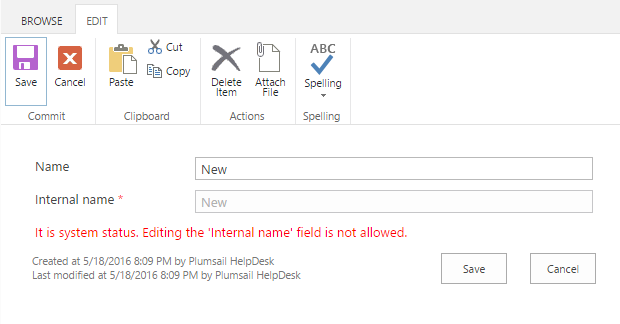 BROWSE EDIT
Save Cancel Paste Cut Copy Delete Item Attach File ABC Spelling
Commit Clipboard Actions Spelling
Name New
Internal name * New
It is system status. Editing the 'Internal name' field is not allowed.
Created at 5/18/2016 8:09 PM by Plumsail HelpDesk
Last modified at 5/18/2016 8:09 PM by Plumsail HelpDesk
Save Cancel